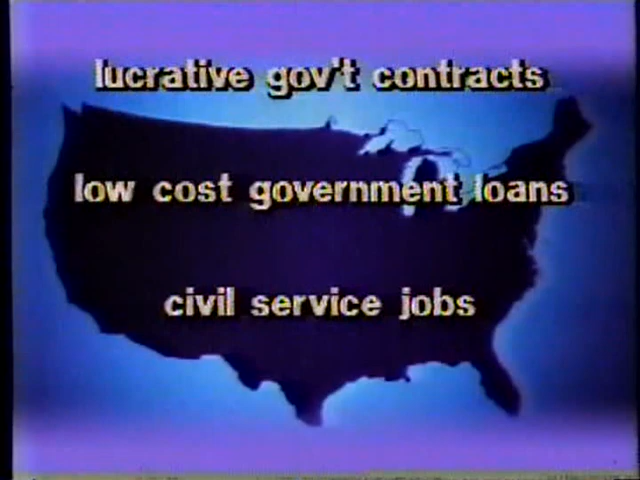 lucrative gov't contracts
low cost government loans
civil service jobs